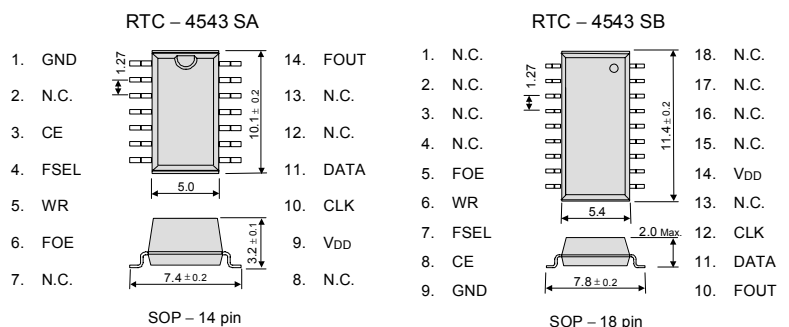 RTC – 4543 SA
1. GND
2. N.C.
3. CE
4. FSEL
5. WR
6. FOE
7. N.C.
1.27
10.1 ± 0.2
5.0
3.2 ± 0.1
7.4 ± 0.2
14. FOUT
13. N.C.
12. N.C.
11. DATA
10. CLK
9. VDD
8. N.C.
SOP – 14 pin
RTC – 4543 SB
1. N.C.
2. N.C.
3. N.C.
4. N.C.
5. FOE
6. WR
7. FSEL
8. CE
9. GND
1.27
11.4 ± 0.2
5.4
2.0 Max.
7.8 ± 0.2
18. N.C.
17. N.C.
16. N.C.
15. N.C.
14. VDD
13. N.C.
12. CLK
11. DATA
10. FOUT
SOP – 18 pin